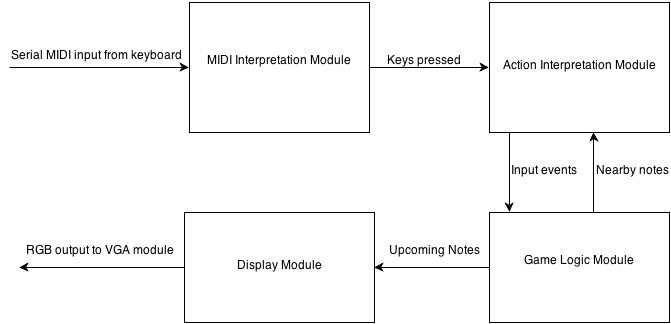 Serial MIDI input from keyboard
MIDI Interpretation Module
Keys pressed
Action Interpretation Module
Input events
Nearby notes
RGB output to VGA module
Display Module
Upcoming Notes
Game Logic Module